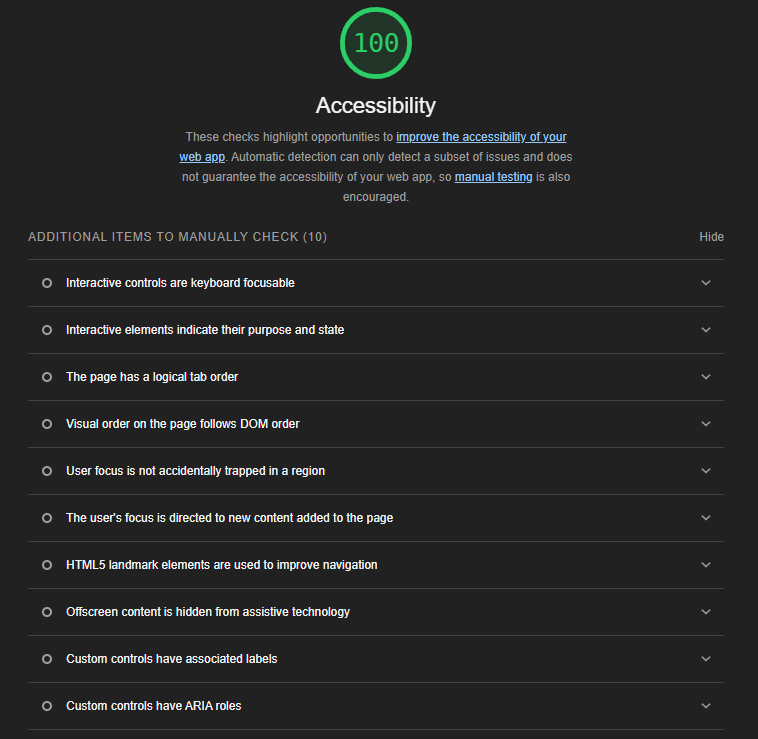 100
Accessibility
These checks highlight opportunities to improve the accessibility of your
web app. Automatic detection can only detect a subset of issues and does
not guarantee the accessibility of your web app, so manual testing is also
encouraged.
ADDITIONAL ITEMS TO MANUALLY CHECK (10) Hide
Interactive controls are keyboard focusable
Interactive elements indicate their purpose and state
The page has a logical tab order
Visual order on the page follows DOM order
User focus is not accidentally trapped in a region
The user's focus is directed to new content added to the page
HTML5 landmark elements are used to improve navigation
Offscreen content is hidden from assistive technology
Custom controls have associated labels
Custom controls have ARIA roles